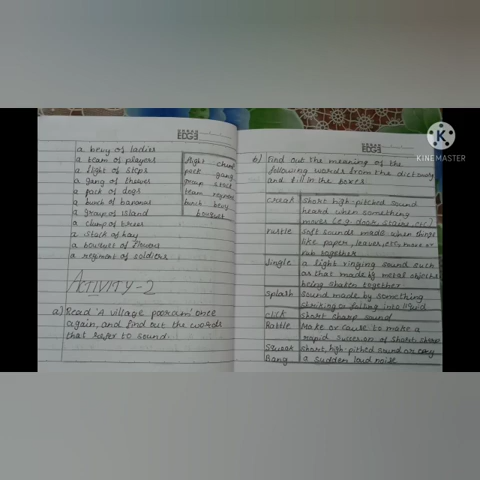 a bevy of ladies
a team of players
a flight of steps
a gang of thieves
a pack of dogs
a bunch of bananas
a group of island
a clump of trees
a stack of hay
a bouquet of flowers
a regiment of soldiers
flight clump
pack gang
group stack
team regiment
bunch bevy
bouquet
ACTIVITY-2
a) Read 'A village pookam' once
again, and find out the words
that refer to sound.
b) Find out the meaning of the
following words from the dictionary
and fill in the boxes
creak short high-pitched sound
heard when something
moves (e.g door, stairs, etc)
rustle soft sounds made when things
like paper, leaves, etc, move or
rub together
Jingle a light ringing sound such
as that made by metal objects
being shaken together
splash sound made by something
striking or falling into liquid
click short sharp sound
Rattle Make or cause to make a
rapid succession of short, sharp
Squeak short, high-pitched sound or cry
Bang a sudden loud noise
KINEMASTER